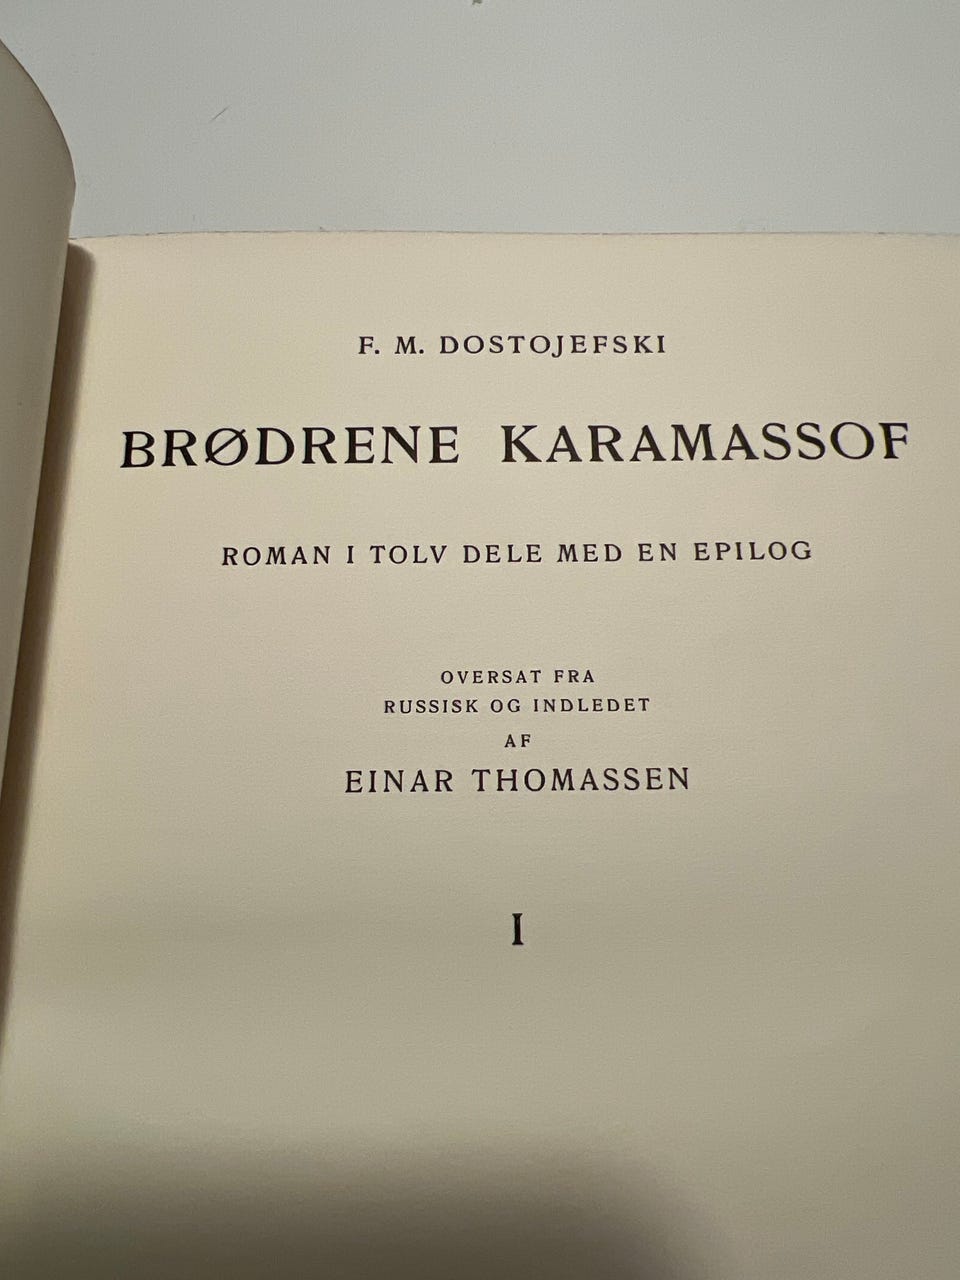 F. M. DOSTOJEFSKI
BRØDRENE KARAMASSOF
ROMAN I TOLV DELE MED EN EPILOG
OVERSAT FRA
RUSSISK OG INDLEDET
AF
EINAR THOMASSEN
I